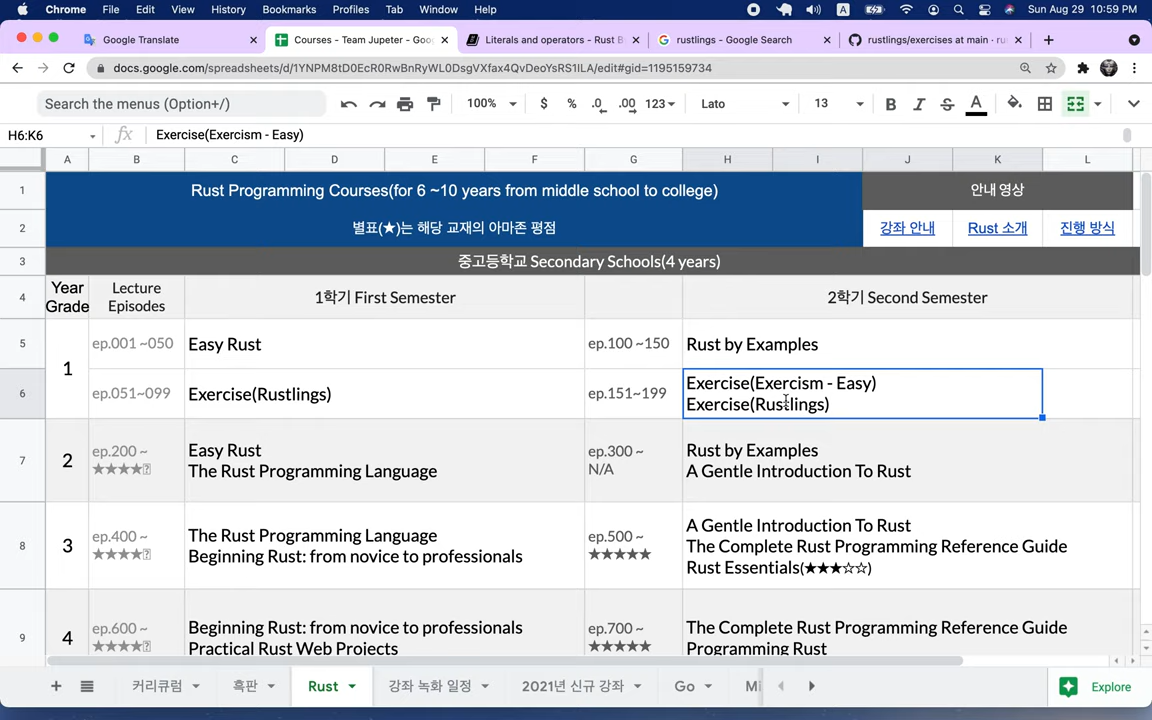 Chrome File Edit View History Bookmarks Profiles Tab Window Help A Sun Aug 29 10:59 PM
Google Translate
Courses - Team Jupeter - Goo
Literals and operators - Rust B
rustlings - Google Search
rustlings/exercises at main · rus
docs.google.com/spreadsheets/d/1YNPM8tD0EcR0RwBnRyWL0DsgVXfax4QvDeoYsRS1ILA/edit#gid=1195159734
Search the menus (Option+/) 100% $ % .0 .00 123 Lato 13 B I S A
H6:K6 fx Exercise(Exercism - Easy)
A B C D E F G H I J K L
1 Rust Programming Courses(for 6 ~10 years from middle school to college) 안내 영상
2 별표(★)는 해당 교재의 아마존 평점 강좌 안내 Rust 소개 진행 방식
3 중고등학교 Secondary Schools(4 years)
4 Year Grade Lecture Episodes 1학기 First Semester 2학기 Second Semester
5 1 ep.001 ~050 Easy Rust ep.100 ~150 Rust by Examples
6 ep.051~099 Exercise(Rustlings) ep.151~199 Exercise(Exercism - Easy)
Exercise(Rustlings)
7 2 ep.200 ~ Easy Rust ep.300 ~ Rust by Examples
★★★★ The Rust Programming Language N/A A Gentle Introduction To Rust
8 3 ep.400 ~ The Rust Programming Language ep.500 ~ A Gentle Introduction To Rust
★★★★ Beginning Rust: from novice to professionals ★★★★★ The Complete Rust Programming Reference Guide
Rust Essentials(★★★☆☆)
9 4 ep.600 ~ Beginning Rust: from novice to professionals ep.700 ~ The Complete Rust Programming Reference Guide
★★★★ Practical Rust Web Projects ★★★★★ Programming Rust
커리큐럼 흑판 Rust 강좌 녹화 일정 2021년 신규 강좌 Go Mi Explore